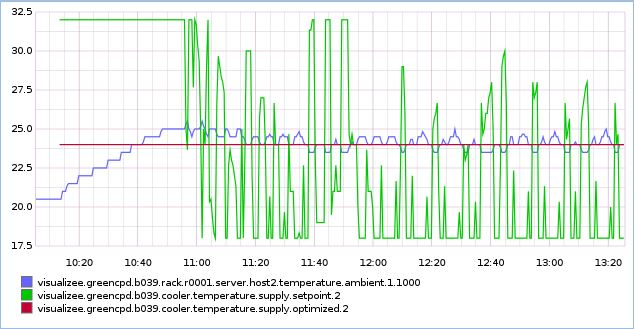 32.5
30.0
27.5
25.0
22.5
20.0
17.5
10:20 10:40 11:00 11:20 11:40 12:00 12:20 12:40 13:00 13:20
visualizee.greencpd.b039.rack.r0001.server.host2.temperature.ambient.1.1000
visualizee.greencpd.b039.cooler.temperature.supply.setpoint.2
visualizee.greencpd.b039.cooler.temperature.supply.optimized.2